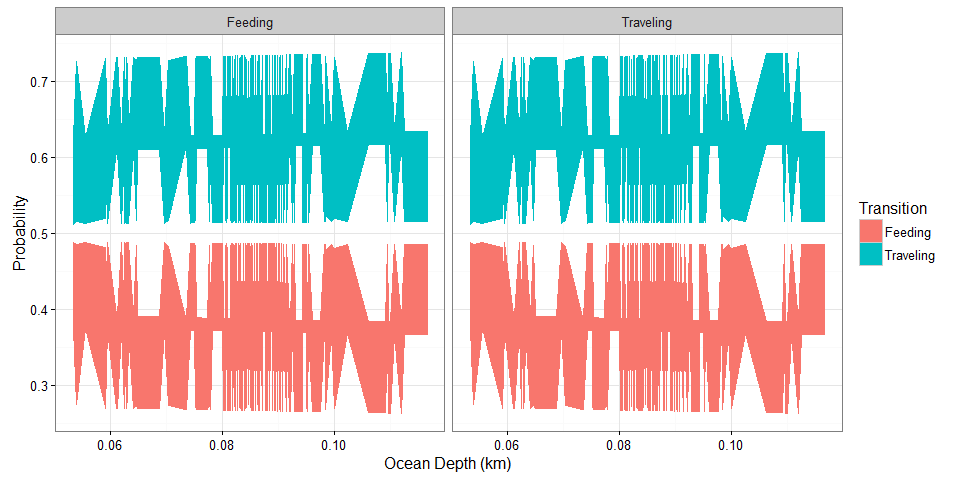 Feeding
Traveling
0.7
0.6
0.5
0.4
0.3
Probability
0.06
0.08
0.10
0.06
0.08
0.10
Ocean Depth (km)
Transition
Feeding
Traveling